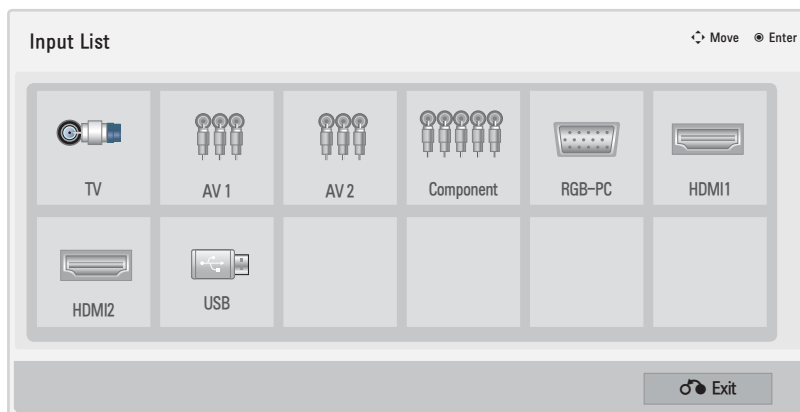 Input List
Move Enter
TV AV 1 AV 2 Component RGB-PC HDMI1
HDMI2 USB
Exit